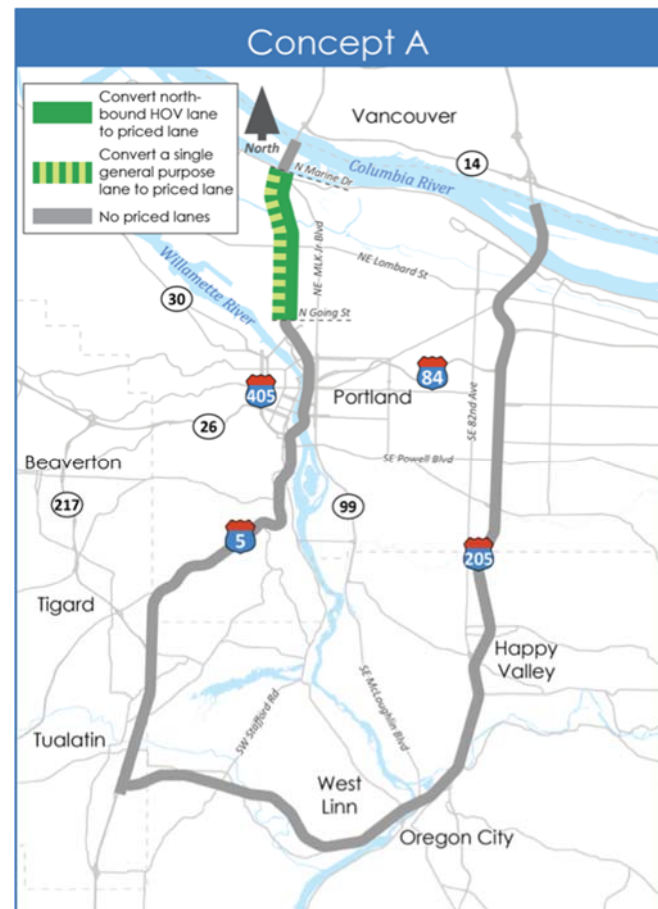 Concept A
Convert north-
bound HOV lane
to priced lane
Convert a single
general purpose
lane to priced lane
No priced lanes
North
Vancouver
14
Columbia River
N Marine Dr
NE MLK Jr Blvd
NE Lombard St
Willamette River
30
N Going St
84
405
Portland
SE 82nd Ave
26
Beaverton
SE Powell Blvd
217
99
5
205
Tigard
Happy
Valley
SW Stafford Rd
SE McLoughlin Blvd
Tualatin
West
Linn
Oregon City